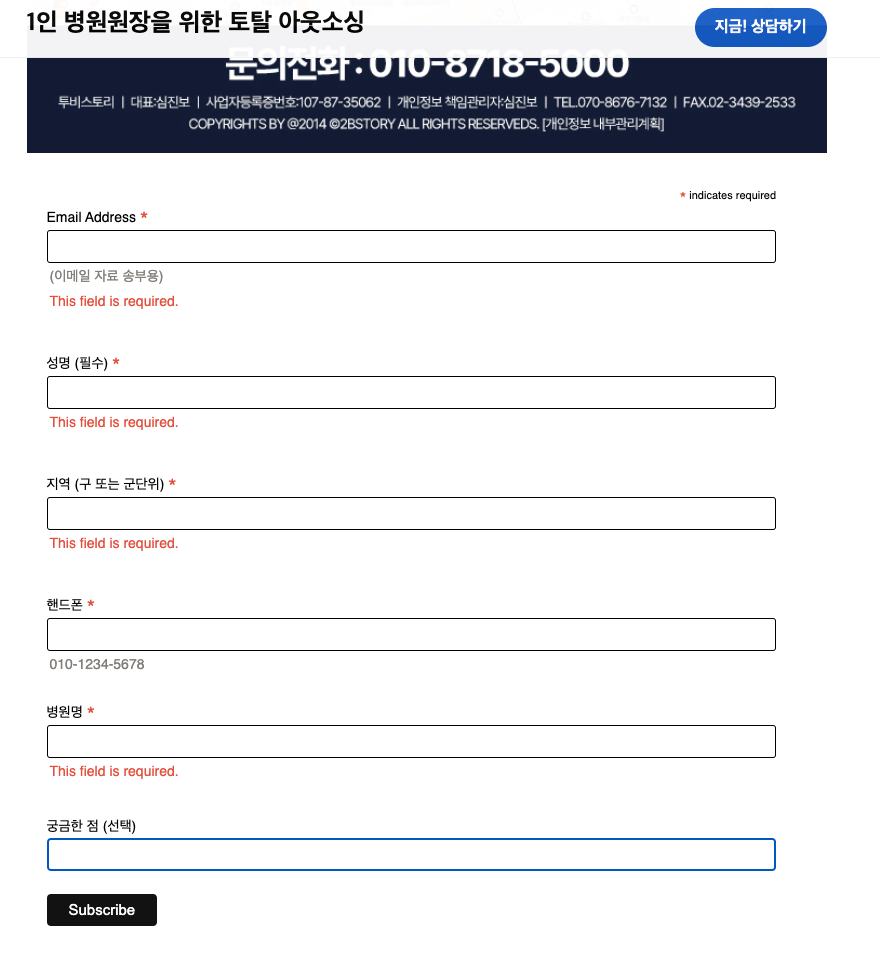 1인 병원원장을 위한 토탈 아웃소싱
지금! 상담하기
문의전화 : 010-8718-5000
투비스토리 | 대표:심진보 | 사업자등록증번호:107-87-35062 | 개인정보 책임관리자:심진보 | TEL.070-8676-7132 | FAX.02-3439-2533
COPYRIGHTS BY @2014 ©2BSTORY ALL RIGHTS RESERVEDS. [개인정보 내부관리계획]
* indicates required
Email Address *
(이메일 자료 송부용)
This field is required.
성명 (필수) *
This field is required.
지역 (구 또는 군단위) *
This field is required.
핸드폰 *
010-1234-5678
병원명 *
This field is required.
궁금한 점 (선택)
Subscribe